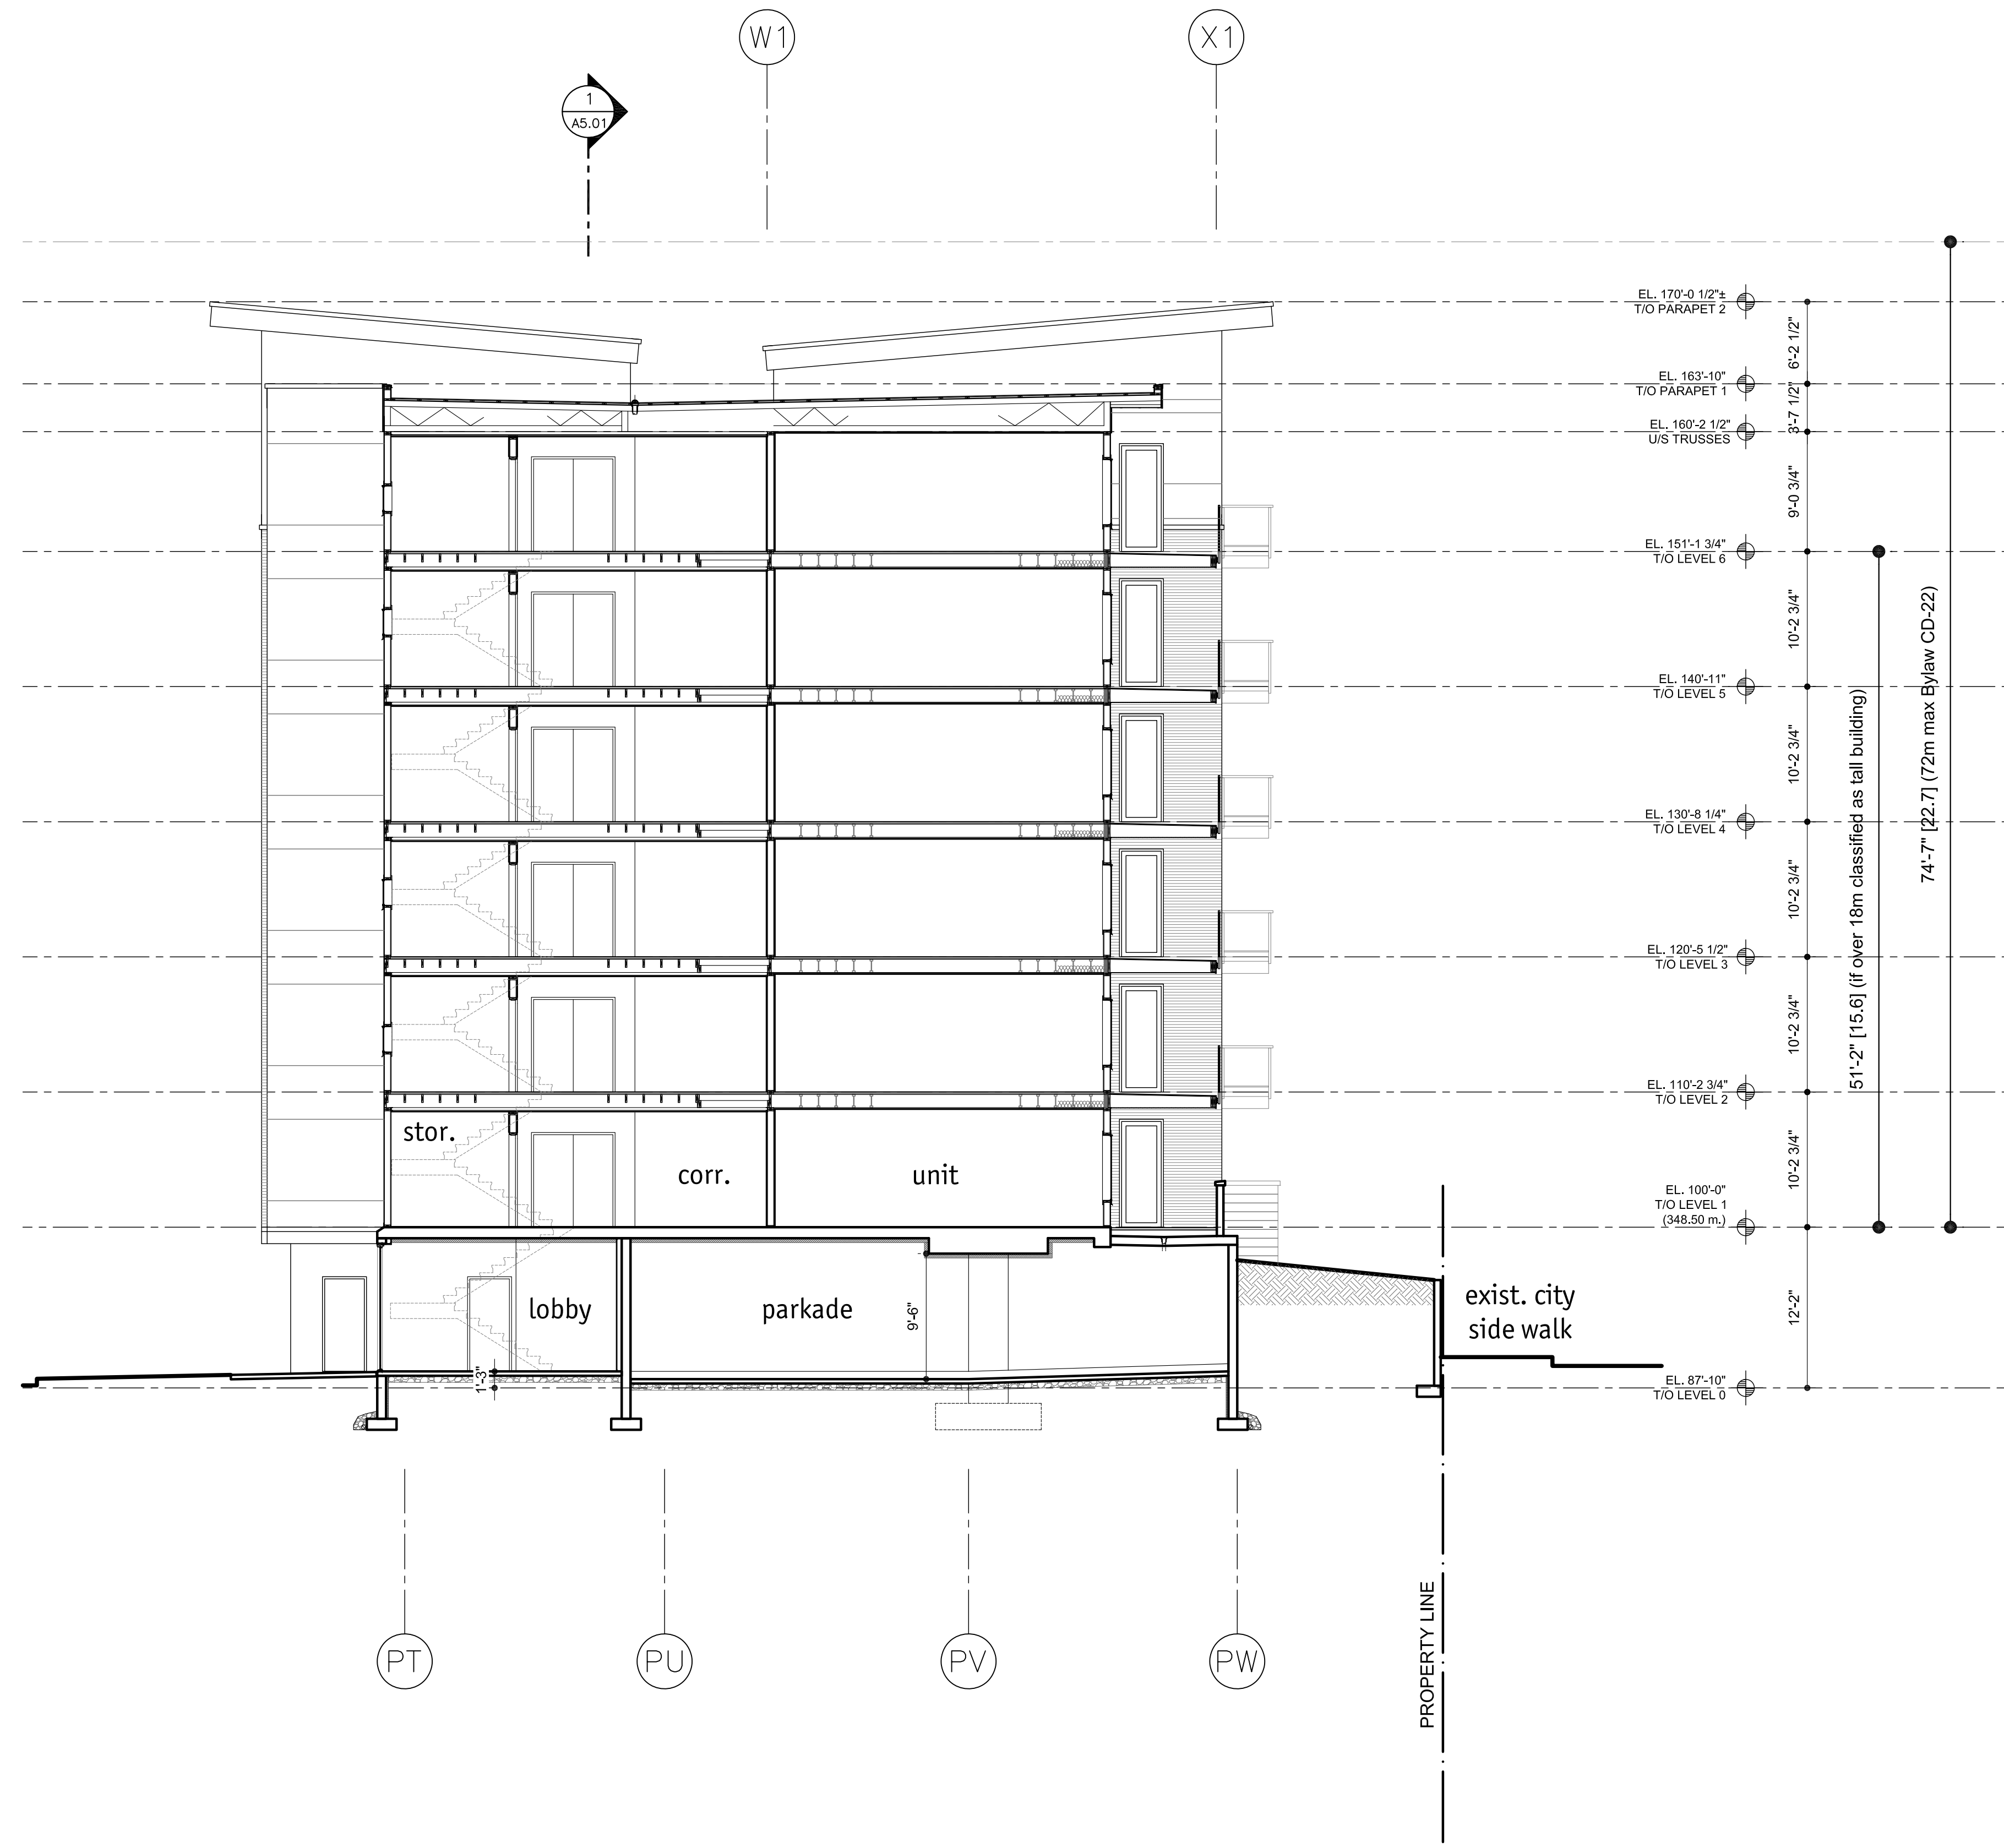 W1
X1
1
A5.01
EL. 170'-0 1/2"±
T/O PARAPET 2
6'-2 1/2"
EL. 163'-10"
T/O PARAPET 1
3'-7 1/2"
EL. 160'-2 1/2"
U/S TRUSSES
9'-0 3/4"
EL. 151'-1 3/4"
T/O LEVEL 6
10'-2 3/4"
EL. 140'-11"
T/O LEVEL 5
10'-2 3/4"
EL. 130'-8 1/4"
T/O LEVEL 4
10'-2 3/4"
EL. 120'-5 1/2"
T/O LEVEL 3
10'-2 3/4"
EL. 110'-2 3/4"
T/O LEVEL 2
10'-2 3/4"
EL. 100'-0"
T/O LEVEL 1
(348.50 m.)
12'-2"
EL. 87'-10"
T/O LEVEL 0
51'-2" [15.6] (if over 18m classified as tall building)
74'-7" [22.7] (72m max Bylaw CD-22)
stor.
corr.
unit
lobby
parkade
9'-6"
1'-3"
exist. city
side walk
PROPERTY LINE
PT
PU
PV
PW